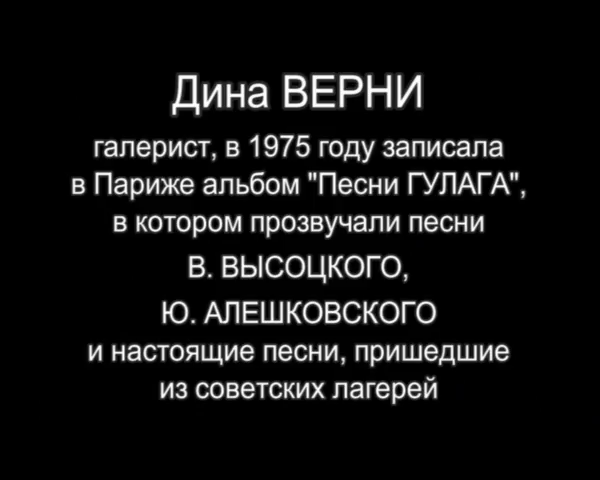 Дина ВЕРНИ
галерист, в 1975 году записала
в Париже альбом "Песни ГУЛАГА",
в котором прозвучали песни
В. ВЫСОЦКОГО,
Ю. АЛЕШКОВСКОГО
и настоящие песни, пришедшие
из советских лагерей